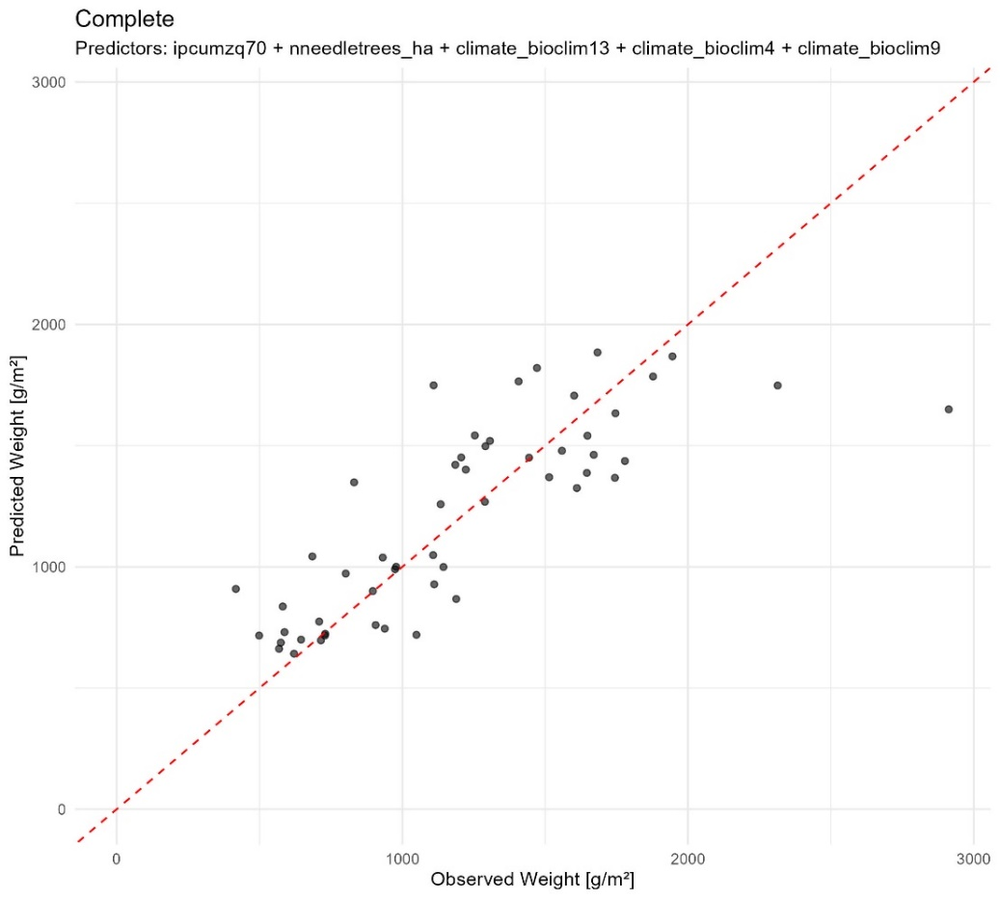 Complete
Predictors: ipcumzq70 + nneedletrees_ha + climate_bioclim13 + climate_bioclim4 + climate_bioclim9
3000
2000
1000
0
Predicted Weight [g/m²]
0 1000 2000 3000
Observed Weight [g/m²]